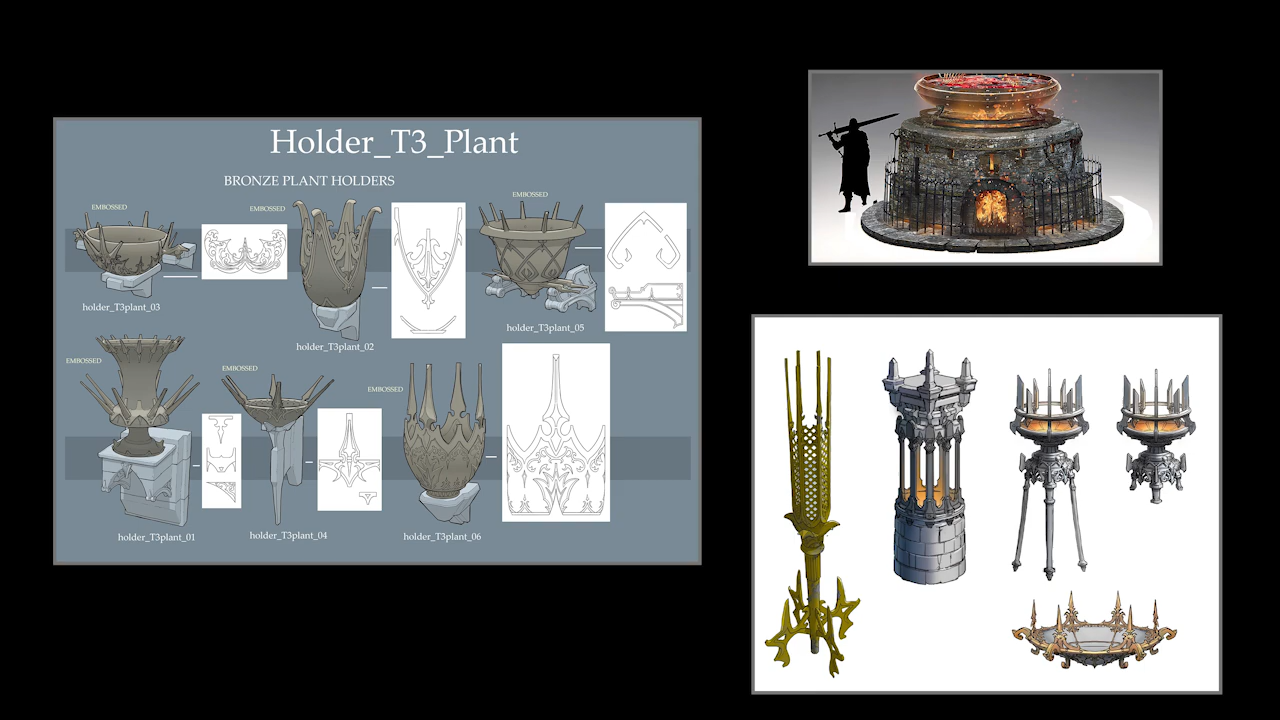 Holder_T3_Plant
BRONZE PLANT HOLDERS
EMBOSSED
EMBOSSED
EMBOSSED
holder_T3plant_03
holder_T3plant_02
holder_T3plant_05
EMBOSSED
EMBOSSED
EMBOSSED
holder_T3plant_01
holder_T3plant_04
holder_T3plant_06